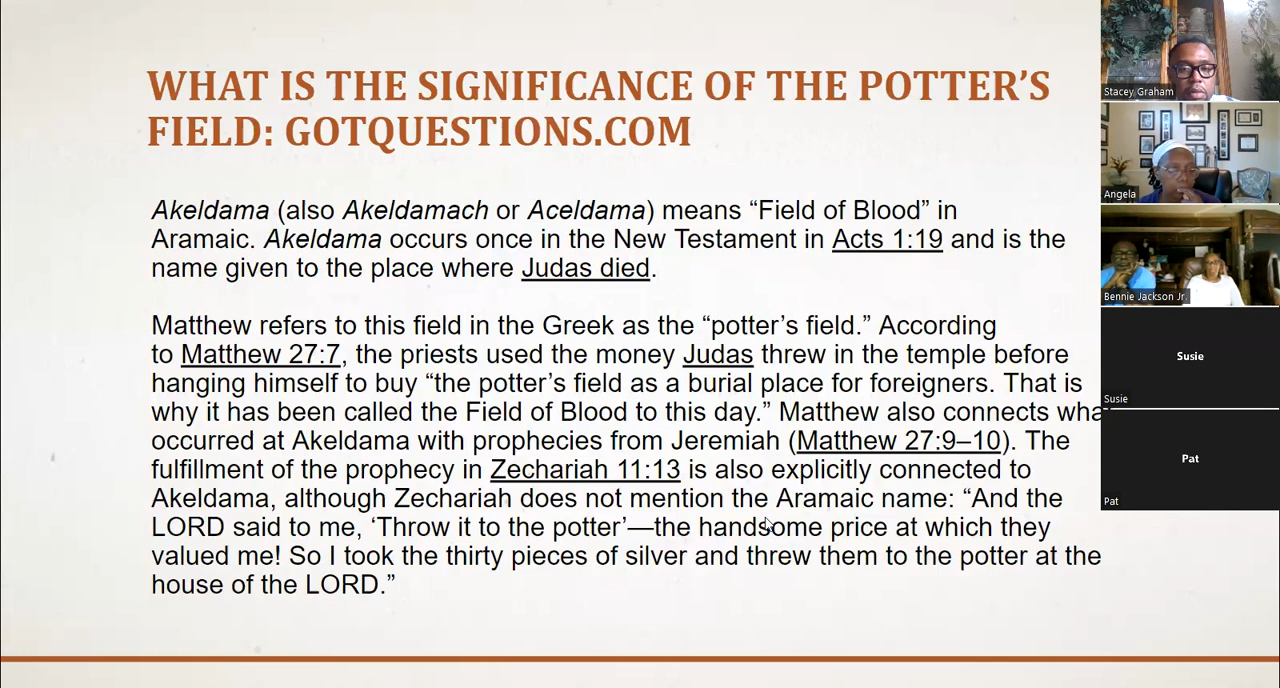 WHAT IS THE SIGNIFICANCE OF THE POTTER’S
FIELD: GOTQUESTIONS.COM
Akeldama (also Akeldamach or Aceldama) means “Field of Blood” in
Aramaic. Akeldama occurs once in the New Testament in Acts 1:19 and is the
name given to the place where Judas died.
Matthew refers to this field in the Greek as the “potter’s field.” According
to Matthew 27:7, the priests used the money Judas threw in the temple before
hanging himself to buy “the potter’s field as a burial place for foreigners. That is
why it has been called the Field of Blood to this day.” Matthew also connects wha
occurred at Akeldama with prophecies from Jeremiah (Matthew 27:9–10). The
fulfillment of the prophecy in Zechariah 11:13 is also explicitly connected to
Akeldama, although Zechariah does not mention the Aramaic name: “And the
LORD said to me, ‘Throw it to the potter’—the handsome price at which they
valued me! So I took the thirty pieces of silver and threw them to the potter at the
house of the LORD.”
Stacey Graham
Angela
Bennie Jackson Jr.
Susie
Susie
Pat
Pat